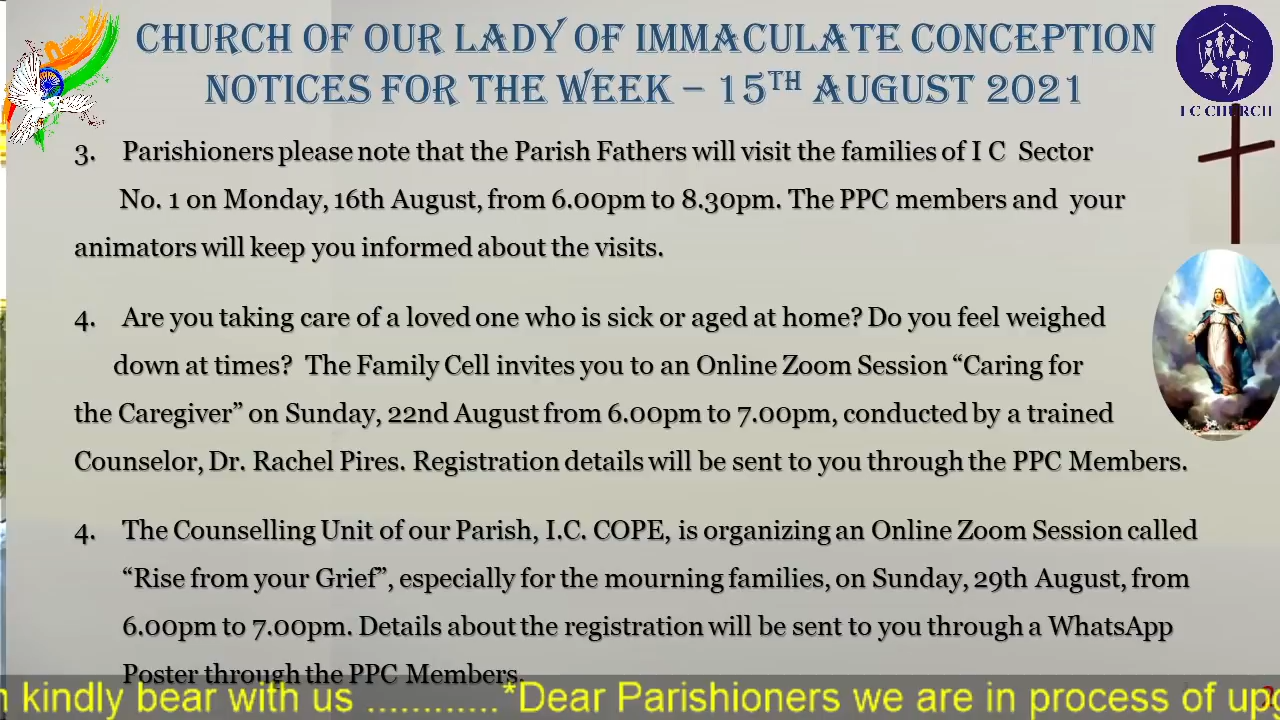 CHURCH OF OUR LADY OF IMMACULATE CONCEPTION
NOTICES FOR THE WEEK – 15TH AUGUST 2021
I C CHURCH
3. Parishioners please note that the Parish Fathers will visit the families of I C Sector
No. 1 on Monday, 16th August, from 6.00pm to 8.30pm. The PPC members and your
animators will keep you informed about the visits.
4. Are you taking care of a loved one who is sick or aged at home? Do you feel weighed
down at times? The Family Cell invites you to an Online Zoom Session “Caring for
the Caregiver” on Sunday, 22nd August from 6.00pm to 7.00pm, conducted by a trained
Counselor, Dr. Rachel Pires. Registration details will be sent to you through the PPC Members.
4. The Counselling Unit of our Parish, I.C. COPE, is organizing an Online Zoom Session called
“Rise from your Grief”, especially for the mourning families, on Sunday, 29th August, from
6.00pm to 7.00pm. Details about the registration will be sent to you through a WhatsApp
Poster through the PPC Members.
kindly bear with us ............*Dear Parishioners we are in process of